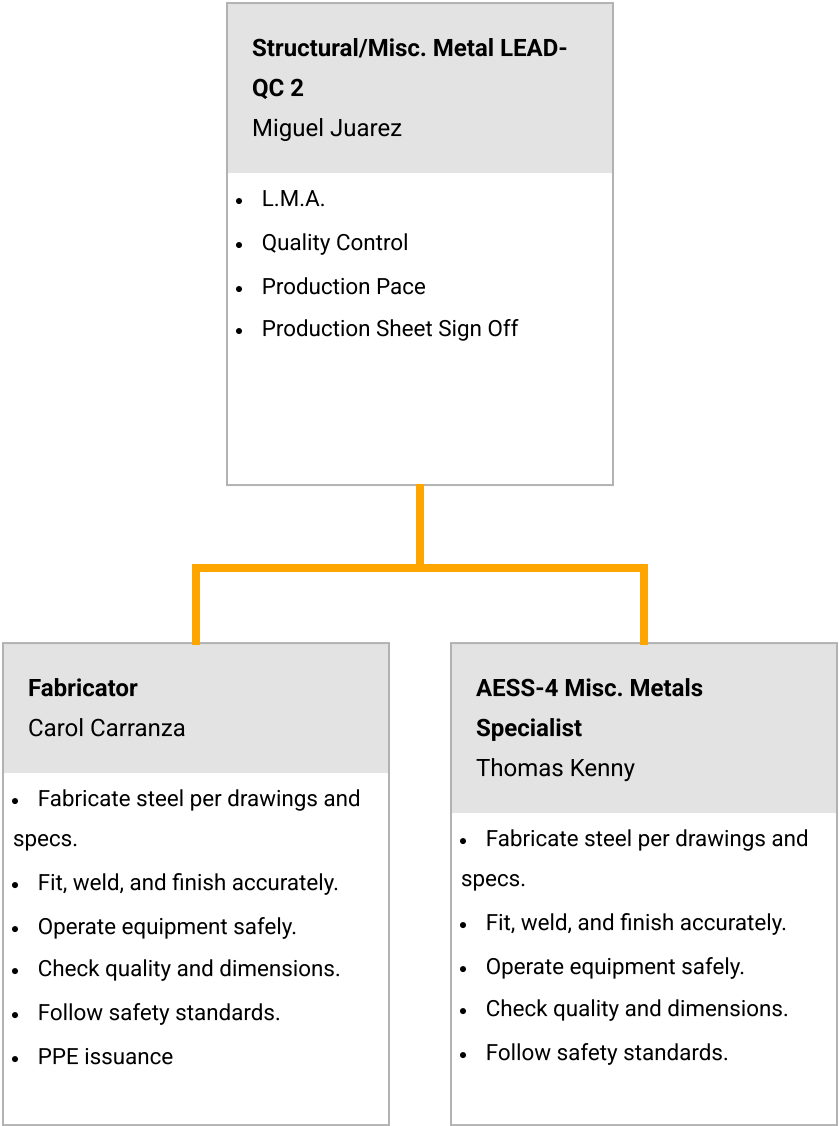 Structural/Misc. Metal LEAD-
QC 2
Miguel Juarez
• L.M.A.
• Quality Control
• Production Pace
• Production Sheet Sign Off
Fabricator
Carol Carranza
• Fabricate steel per drawings and
specs.
• Fit, weld, and finish accurately.
• Operate equipment safely.
• Check quality and dimensions.
• Follow safety standards.
• PPE issuance
AESS-4 Misc. Metals
Specialist
Thomas Kenny
• Fabricate steel per drawings and
specs.
• Fit, weld, and finish accurately.
• Operate equipment safely.
• Check quality and dimensions.
• Follow safety standards.